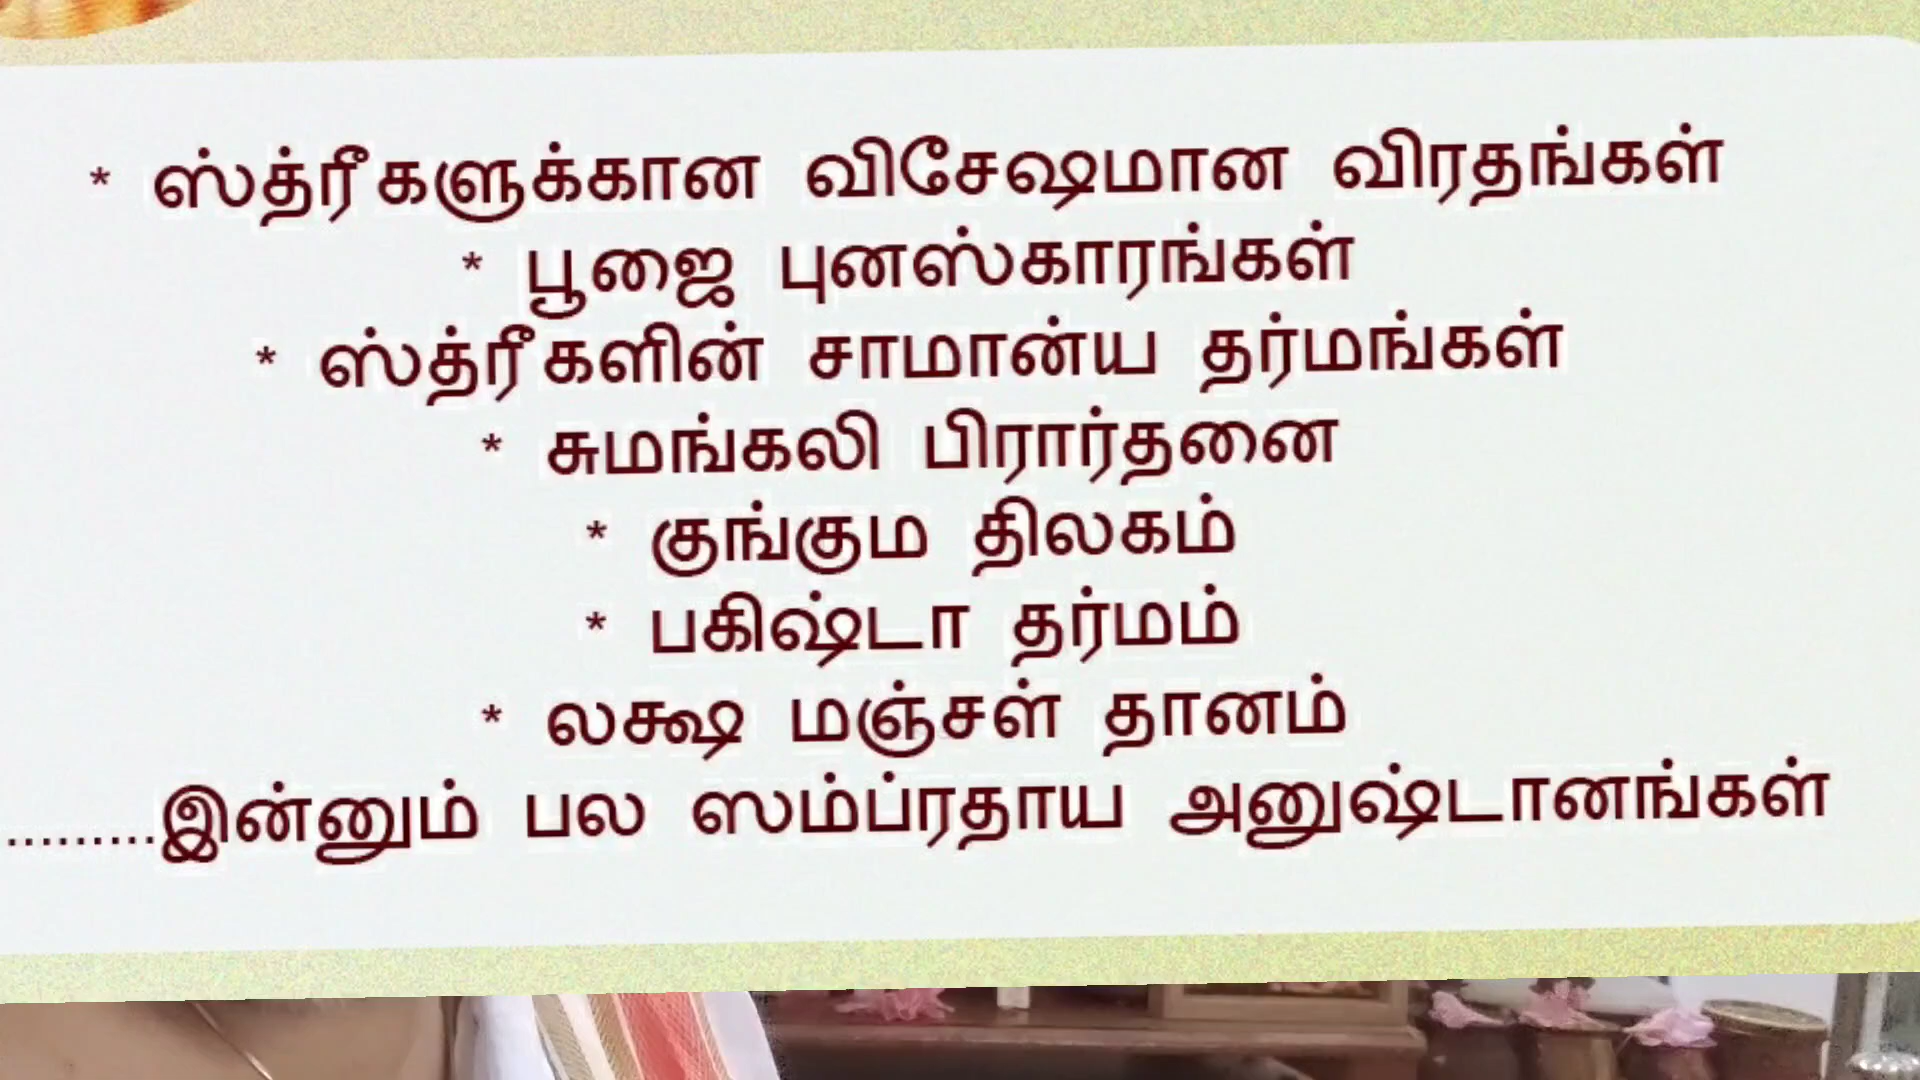 * ஸ்த்ரீகளுக்கான விசேஷமான விரதங்கள்
* பூஜை புனஸ்காரங்கள்
* ஸ்த்ரீகளின் சாமான்ய தர்மங்கள்
* சுமங்கலி பிரார்தனை
* குங்கும திலகம்
* பகிஷ்டா தர்மம்
* லக்ஷ மஞ்சள் தானம்
.........இன்னும் பல ஸம்ப்ரதாய அனுஷ்டானங்கள்